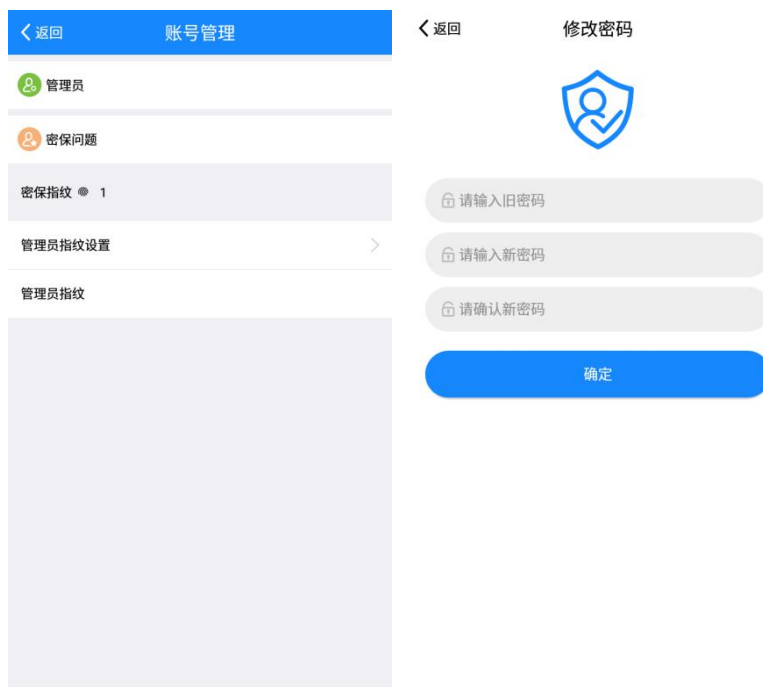 返回
账号管理
管理员
密保问题
密保指纹 1
管理员指纹设置
管理员指纹
返回
修改密码
请输入旧密码
请输入新密码
请确认新密码
确定